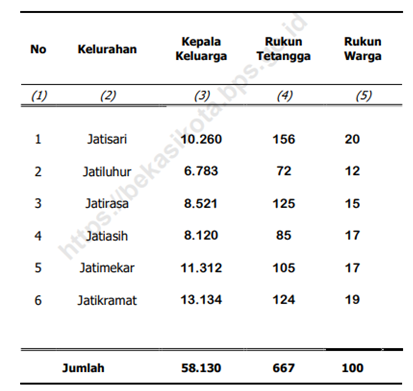 No Kelurahan Kepala Keluarga Rukun Tetangga Rukun Warga
(1) (2) (3) (4) (5)
1 Jatisari 10.260 156 20
2 Jatiluhur 6.783 72 12
3 Jatirasa 8.521 125 15
4 Jatiasih 8.120 85 17
5 Jatimekar 11.312 105 17
6 Jatikramat 13.134 124 19
Jumlah 58.130 667 100
https://bekasikota.bps.go.id